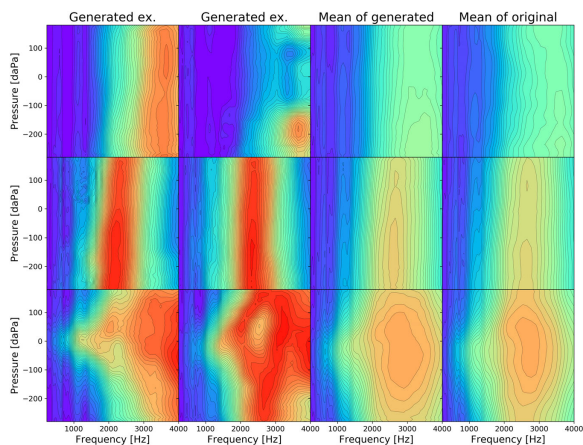 Generated ex. Generated ex. Mean of generated Mean of original
Pressure [daPa]
100
0
−100
−200
Pressure [daPa]
100
0
−100
−200
Pressure [daPa]
100
0
−100
−200
1000 2000 3000 4000 1000 2000 3000 4000 1000 2000 3000 4000 1000 2000 3000 4000
Frequency [Hz] Frequency [Hz] Frequency [Hz] Frequency [Hz]